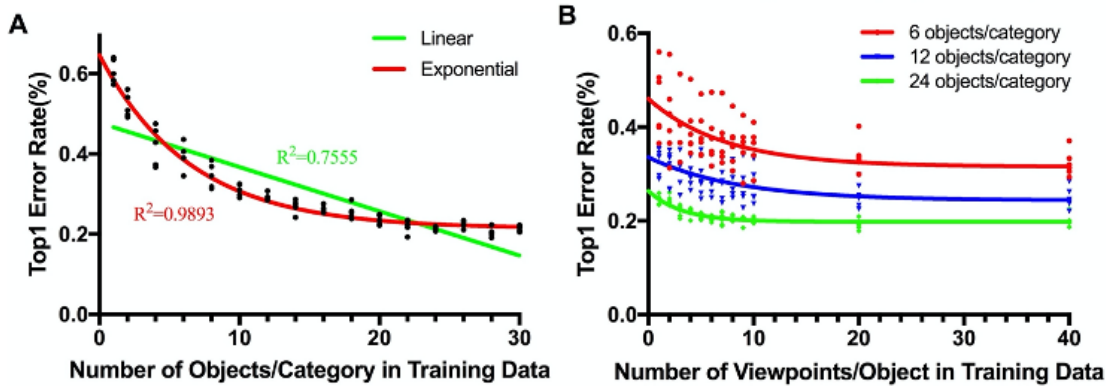 A
Linear
Exponential
R²=0.7555
R²=0.9893
Top1 Error Rate(%)
0.6
0.4
0.2
0.0
0
10
20
30
Number of Objects/Category in Training Data
B
6 objects/category
12 objects/category
24 objects/category
Top1 Error Rate(%)
0.6
0.4
0.2
0.0
0
10
20
30
40
Number of Viewpoints/Object in Training Data